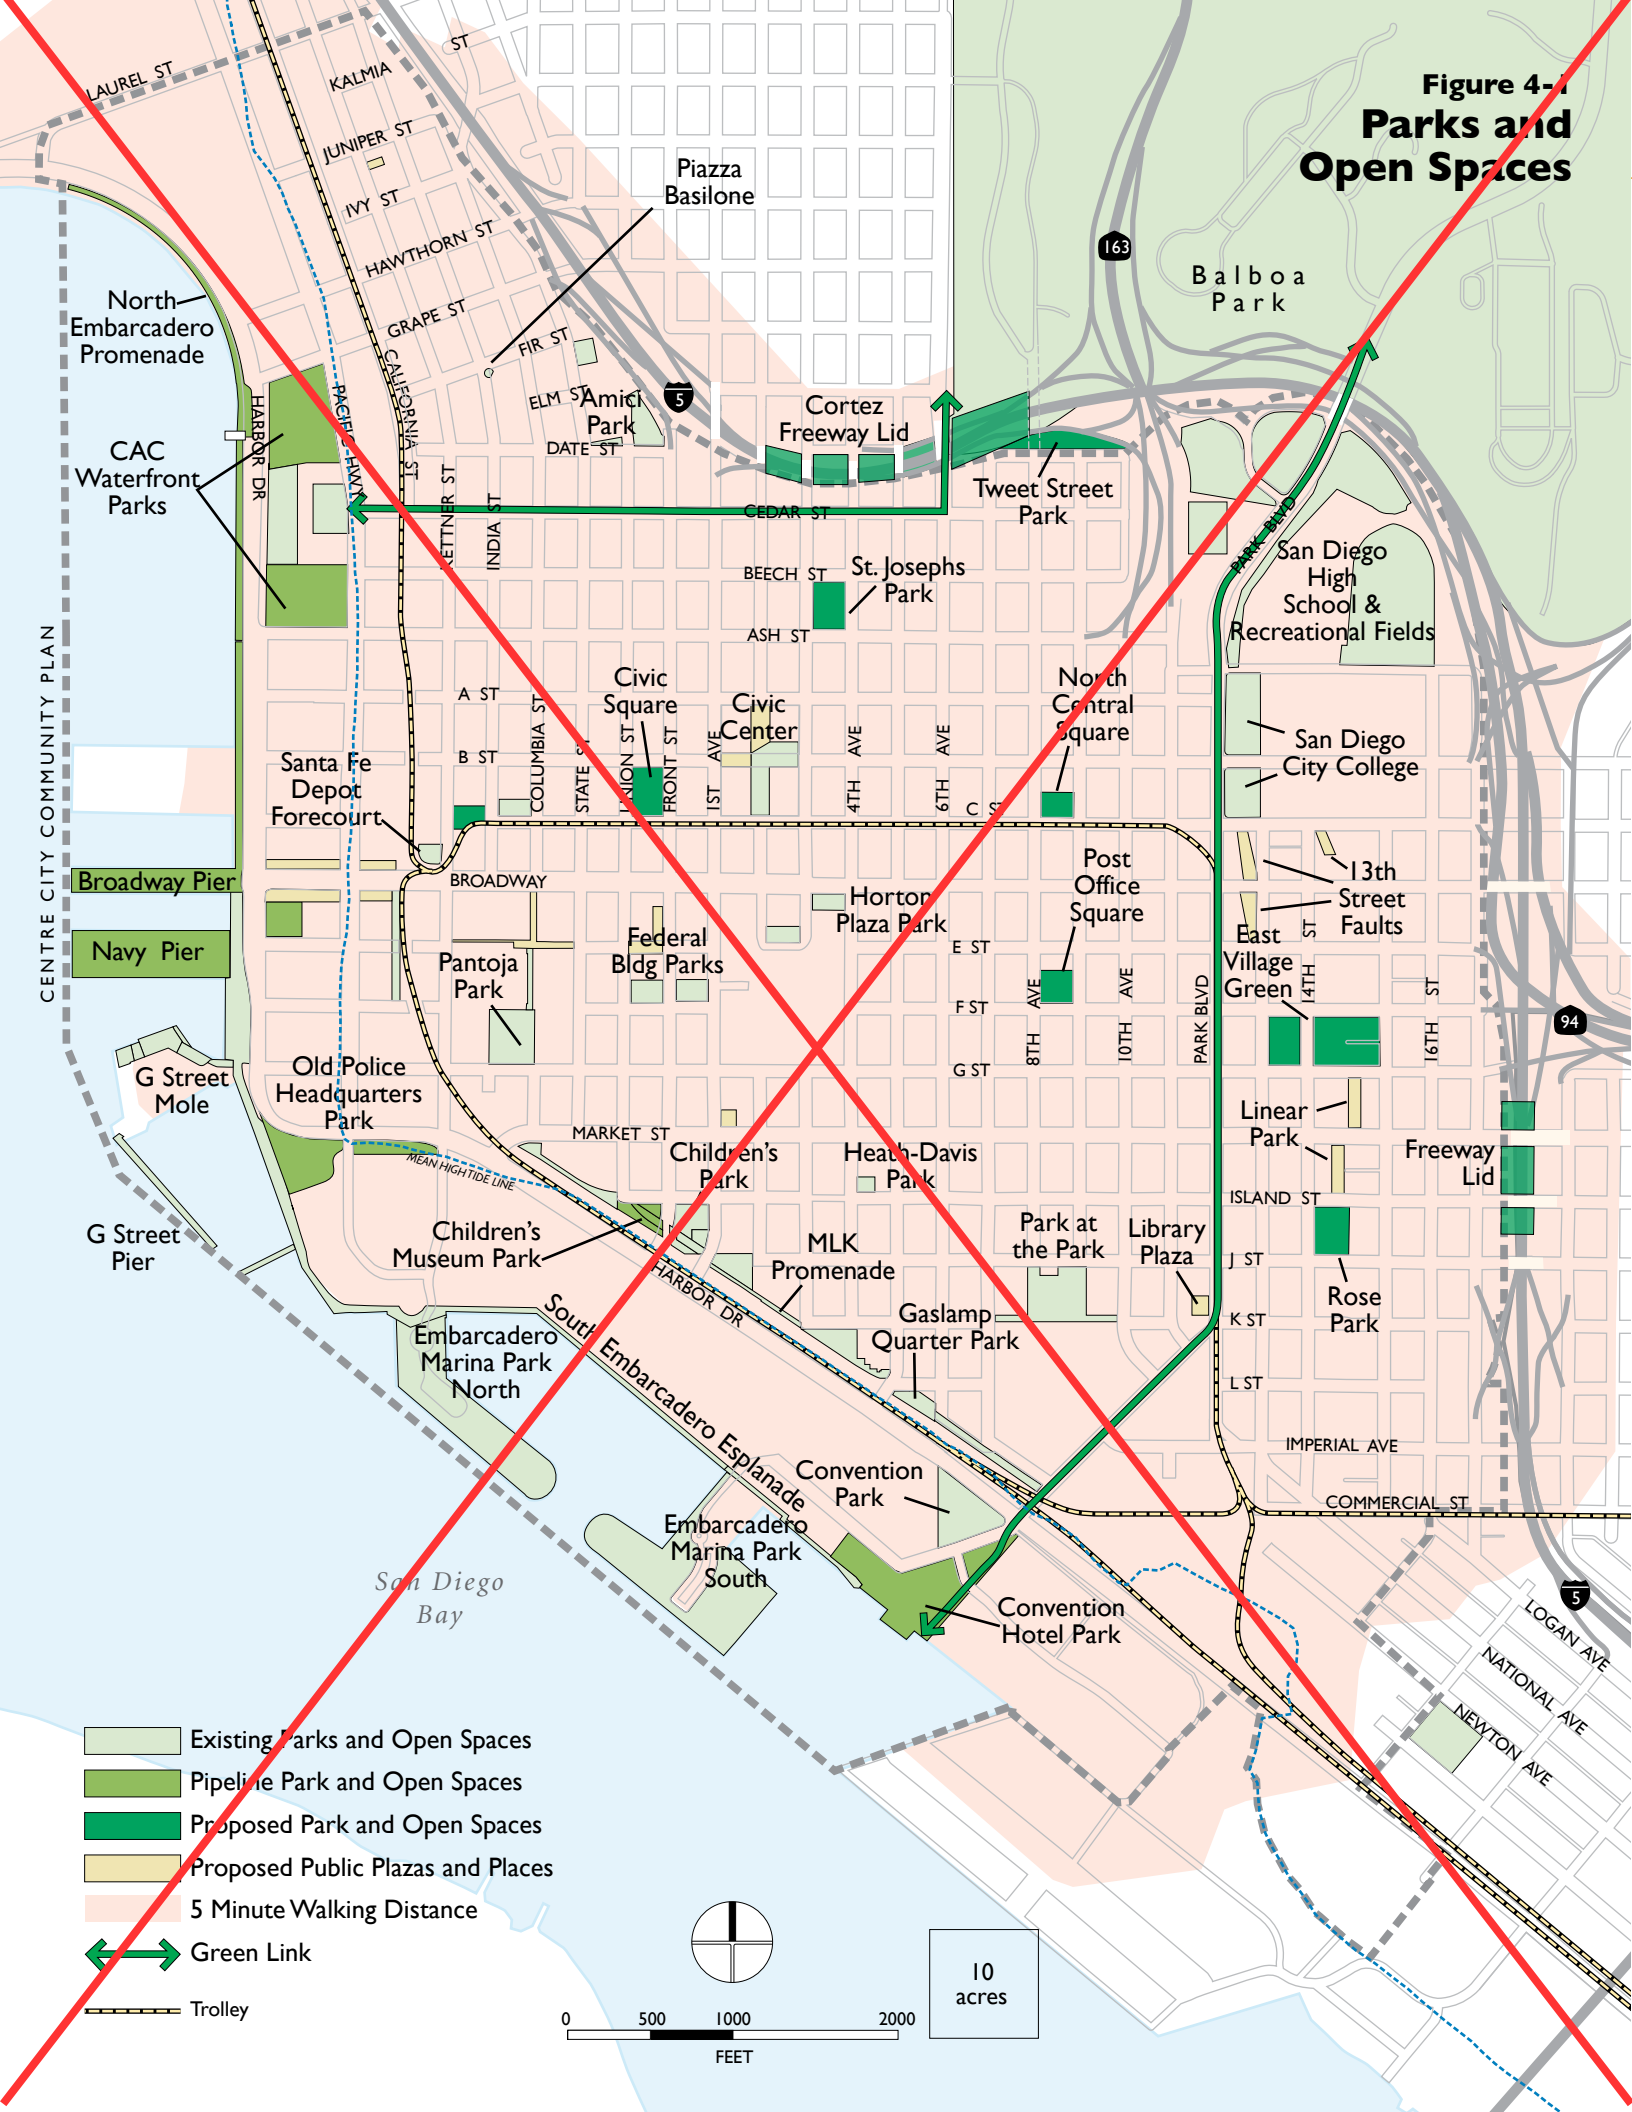 Figure 4-1
Parks and
Open Spaces
ST
LAUREL ST
KALMIA
JUNIPER ST
IVY ST
HAWTHORN ST
GRAPE ST
FIR ST
ELM ST
DATE ST
Piazza
Basilone
163
Balboa
Park
North
Embarcadero
Promenade
CAC
Waterfront
Parks
HARBOR DR
PACIFIC HWY
CALIFORNIA ST
KETTNER ST
INDIA ST
Amici
Park
5
Cortez
Freeway Lid
CEDAR ST
Tweet Street
Park
PARK BLVD
San Diego
High
School &
Recreational Fields
BEECH ST
St. Josephs
Park
ASH ST
CENTRE CITY COMMUNITY PLAN
A ST
B ST
C ST
Civic
Square
Civic
Center
North
Central
Square
San Diego
City College
Santa Fe
Depot
Forecourt
COLUMBIA ST
STATE ST
UNION ST
FRONT ST
1ST AVE
4TH AVE
6TH AVE
Broadway Pier
Navy Pier
BROADWAY
Horton
Plaza Park
Post
Office
Square
13th
Street
Faults
East
Village
Green
14TH ST
16TH ST
Federal
Bldg Parks
Pantoja
Park
E ST
F ST
G ST
8TH AVE
10TH AVE
PARK BLVD
94
G Street
Mole
Old Police
Headquarters
Park
MARKET ST
MEAN HIGH TIDE LINE
Children's
Park
Heath-Davis
Park
Linear
Park
Freeway
Lid
ISLAND ST
G Street
Pier
Children's
Museum Park
MLK
Promenade
Park at
the Park
Library
Plaza
J ST
Rose
Park
K ST
HARBOR DR
Gaslamp
Quarter Park
L ST
Embarcadero
Marina Park
North
South Embarcadero Esplanade
IMPERIAL AVE
Convention
Park
COMMERCIAL ST
Embarcadero
Marina Park
South
San Diego
Bay
Convention
Hotel Park
5
LOGAN AVE
NATIONAL AVE
NEWTON AVE
Existing Parks and Open Spaces
Pipeline Park and Open Spaces
Proposed Park and Open Spaces
Proposed Public Plazas and Places
5 Minute Walking Distance
Green Link
Trolley
10
acres
0 500 1000 2000
FEET